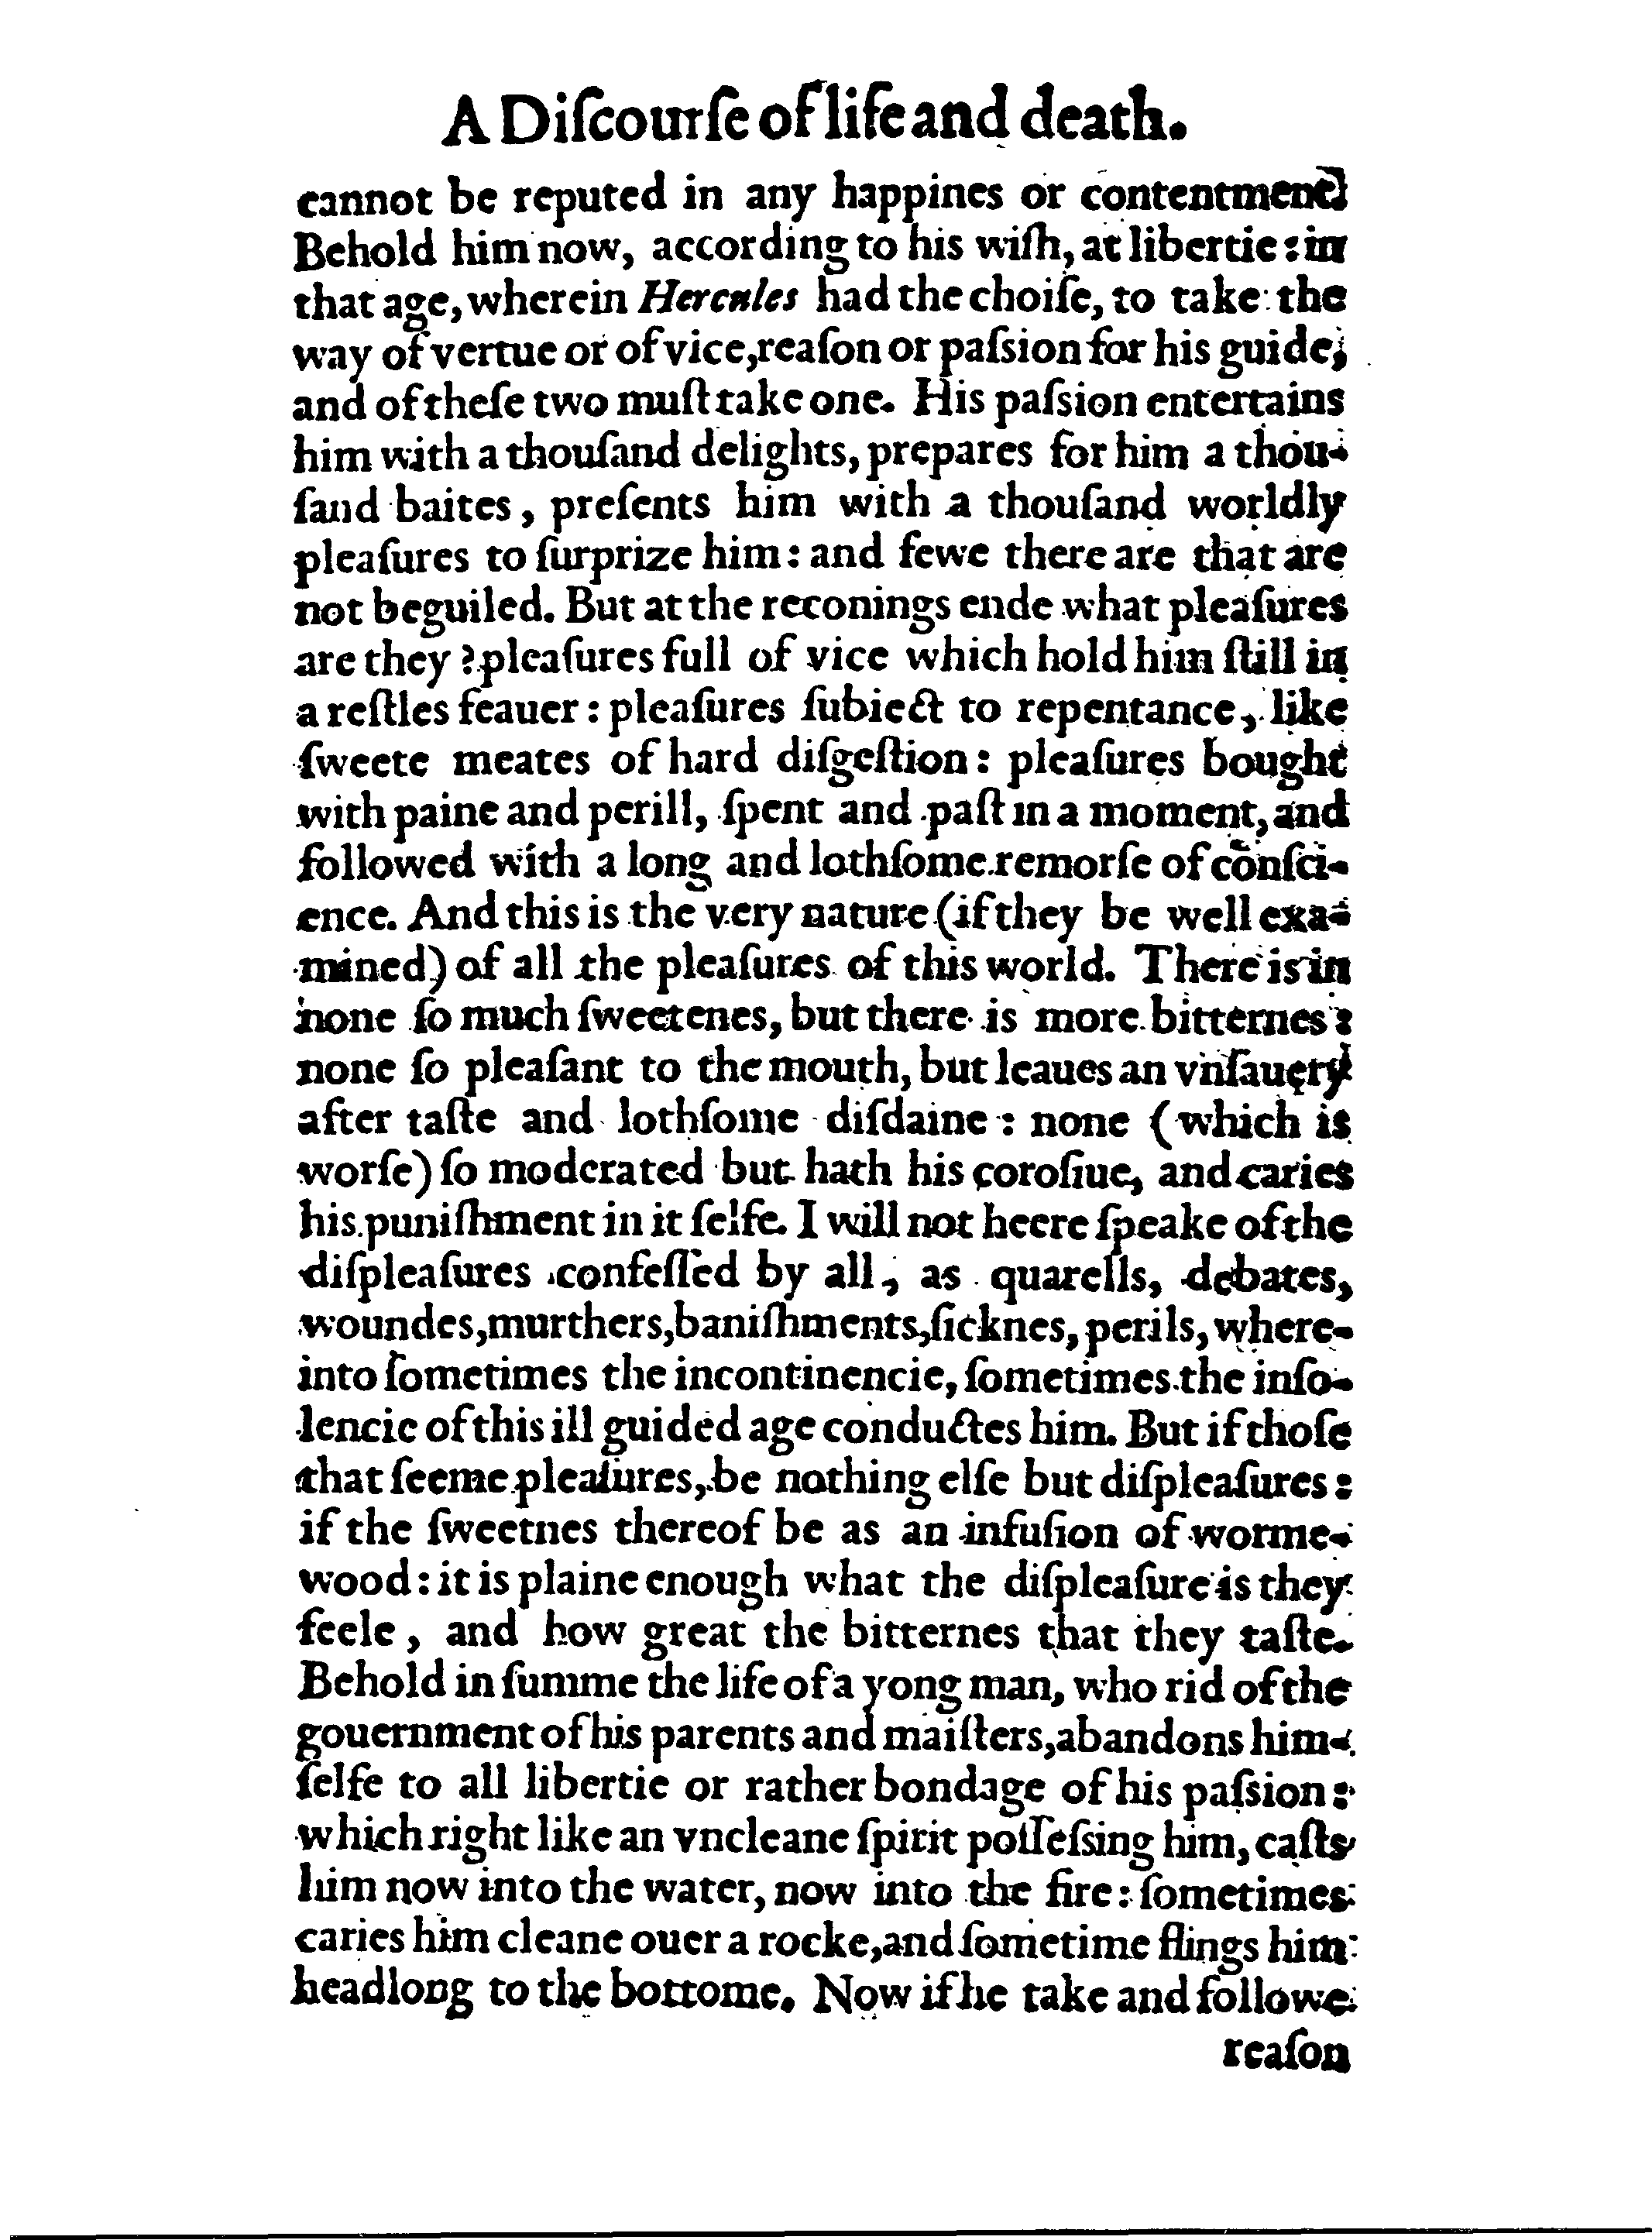 A Diſcourſe of life and death.
cannot be reputed in any happines or contentment.
Behold him now, according to his wiſh, at libertie: in
that age, wherein Hercules had the choiſe, to take the
way of vertue or of vice, reaſon or paſsion for his guide,
and of theſe two muſt take one. His paſsion entertains
him with a thouſand delights, prepares for him a thou-
ſand baites, preſents him with a thouſand worldly
pleaſures to ſurprize him: and fewe there are that are
not beguiled. But at the reconings ende what pleaſures
are they? pleaſures full of vice which hold him ſtill in
a reſtles feauer: pleaſures ſubiect to repentance, like
ſweete meates of hard diſgeſtion: pleaſures bought
with paine and perill, ſpent and paſt in a moment, and
followed with a long and lothſome remorſe of conſci-
ence. And this is the very nature (if they be well exa-
mined) of all the pleaſures of this world. There is in
none ſo much ſweetenes, but there is more bitternes:
none ſo pleaſant to the mouth, but leaues an vnſauery
after taſte and lothſome diſdaine: none (which is
worſe) ſo moderated but hath his coroſiue, and caries
his puniſhment in it ſelfe. I will not heere ſpeake of the
diſpleaſures confeſſed by all, as quarells, debates,
woundes, murthers, baniſhments, ſicknes, perils, where-
into ſometimes the incontinencie, ſometimes the inſo-
lencie of this ill guided age conductes him. But if thoſe
that ſeeme pleaſures, be nothing elſe but diſpleaſures:
if the ſweetnes thereof be as an infuſion of worme-
wood: it is plaine enough what the diſpleaſure is they
feele, and how great the bitternes that they taſte.
Behold in ſumme the life of a yong man, who rid of the
gouernment of his parents and maiſters, abandons him-
ſelfe to all libertie or rather bondage of his paſsion:
which right like an vncleane ſpirit poſſeſsing him, caſts
him now into the water, now into the fire: ſometimes
caries him cleane ouer a rocke, and ſometime flings him
headlong to the bottome. Now if he take and followe
reaſon